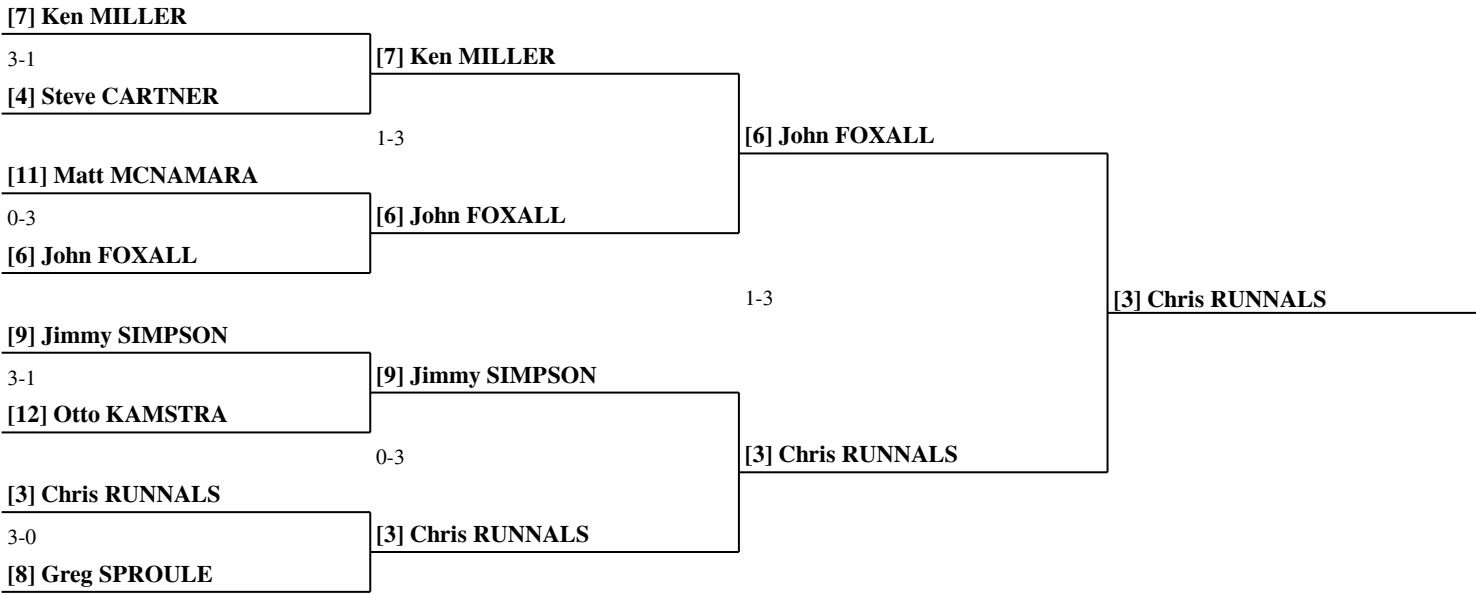 [7] Ken MILLER
3-1
[4] Steve CARTNER
[11] Matt MCNAMARA
0-3
[6] John FOXALL
[9] Jimmy SIMPSON
3-1
[12] Otto KAMSTRA
[3] Chris RUNNALS
3-0
[8] Greg SPROULE
[7] Ken MILLER
1-3
[6] John FOXALL
[9] Jimmy SIMPSON
0-3
[3] Chris RUNNALS
[6] John FOXALL
1-3
[3] Chris RUNNALS
[3] Chris RUNNALS